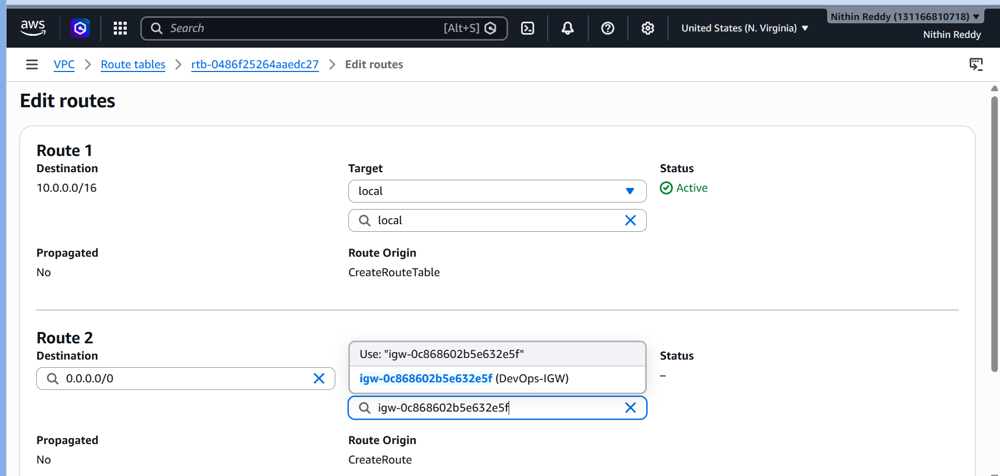 aws
Search [Alt+S]
United States (N. Virginia)
Nithin Reddy (131166810718)
Nithin Reddy
VPC
Route tables
rtb-0486f25264aaedc27
Edit routes
Edit routes
Route 1
Destination
10.0.0.0/16
Target
local
local
Status
Active
Propagated
No
Route Origin
CreateRouteTable
Route 2
Destination
0.0.0.0/0
Use: "igw-0c868602b5e632e5f"
igw-0c868602b5e632e5f (DevOps-IGW)
igw-0c868602b5e632e5f
Status
–
Propagated
No
Route Origin
CreateRoute